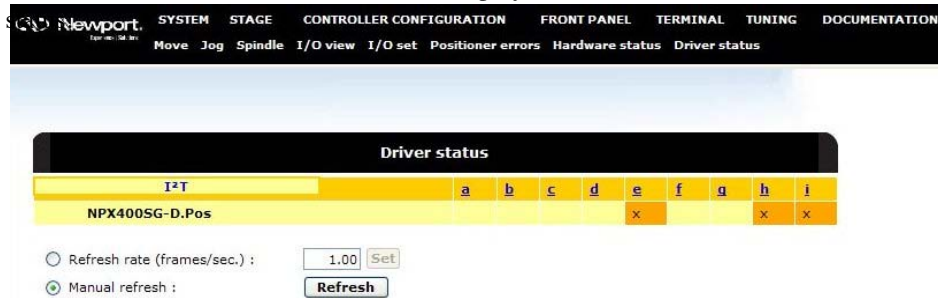 Newport. SYSTEM STAGE CONTROLLER CONFIGURATION FRONT PANEL TERMINAL TUNING DOCUMENTATION
Move Jog Spindle I/O view I/O set Positioner errors Hardware status Driver status
Driver status
I²T a b c d e f g h i
NPX400SG-D.Pos x x x
Refresh rate (frames/sec.) : 1.00 Set
Manual refresh : Refresh